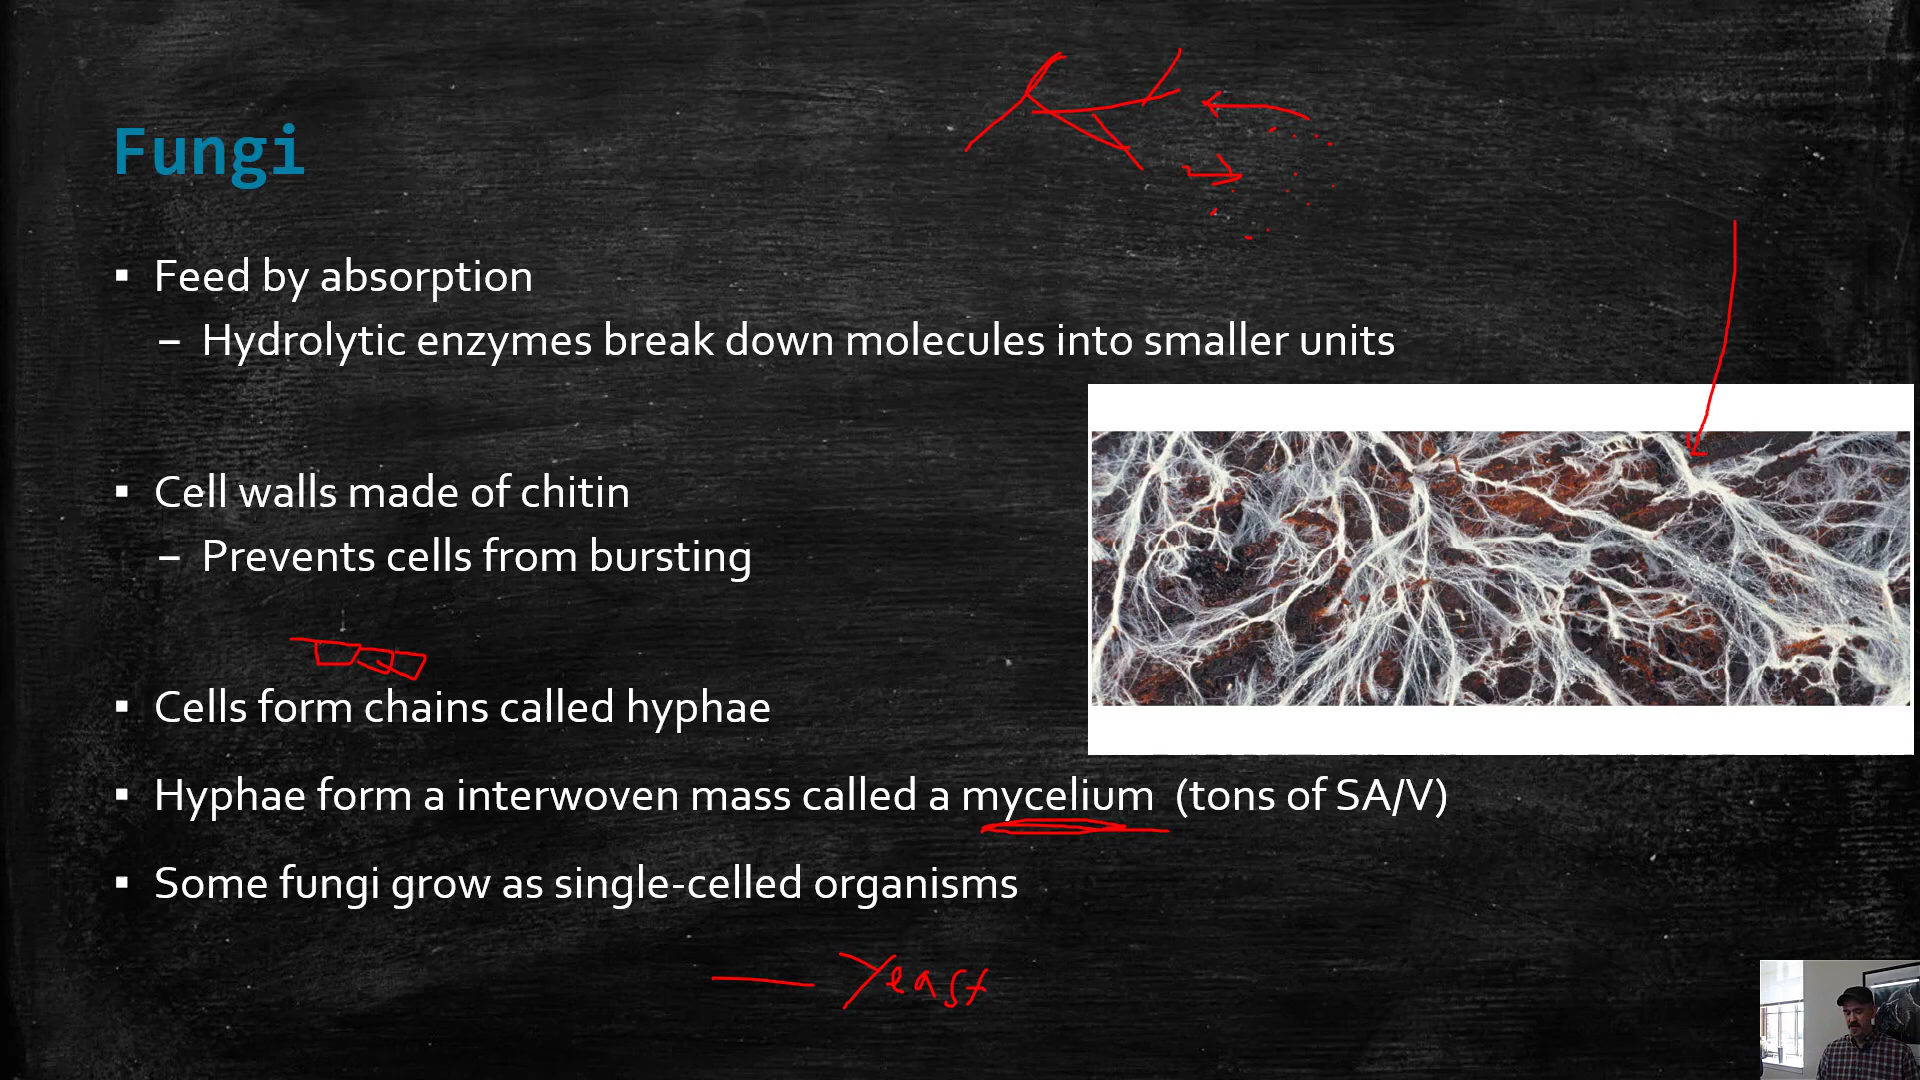 Fungi
▪ Feed by absorption
– Hydrolytic enzymes break down molecules into smaller units
▪ Cell walls made of chitin
– Prevents cells from bursting
▪ Cells form chains called hyphae
▪ Hyphae form a interwoven mass called a mycelium (tons of SA/V)
▪ Some fungi grow as single-celled organisms
— Yeast